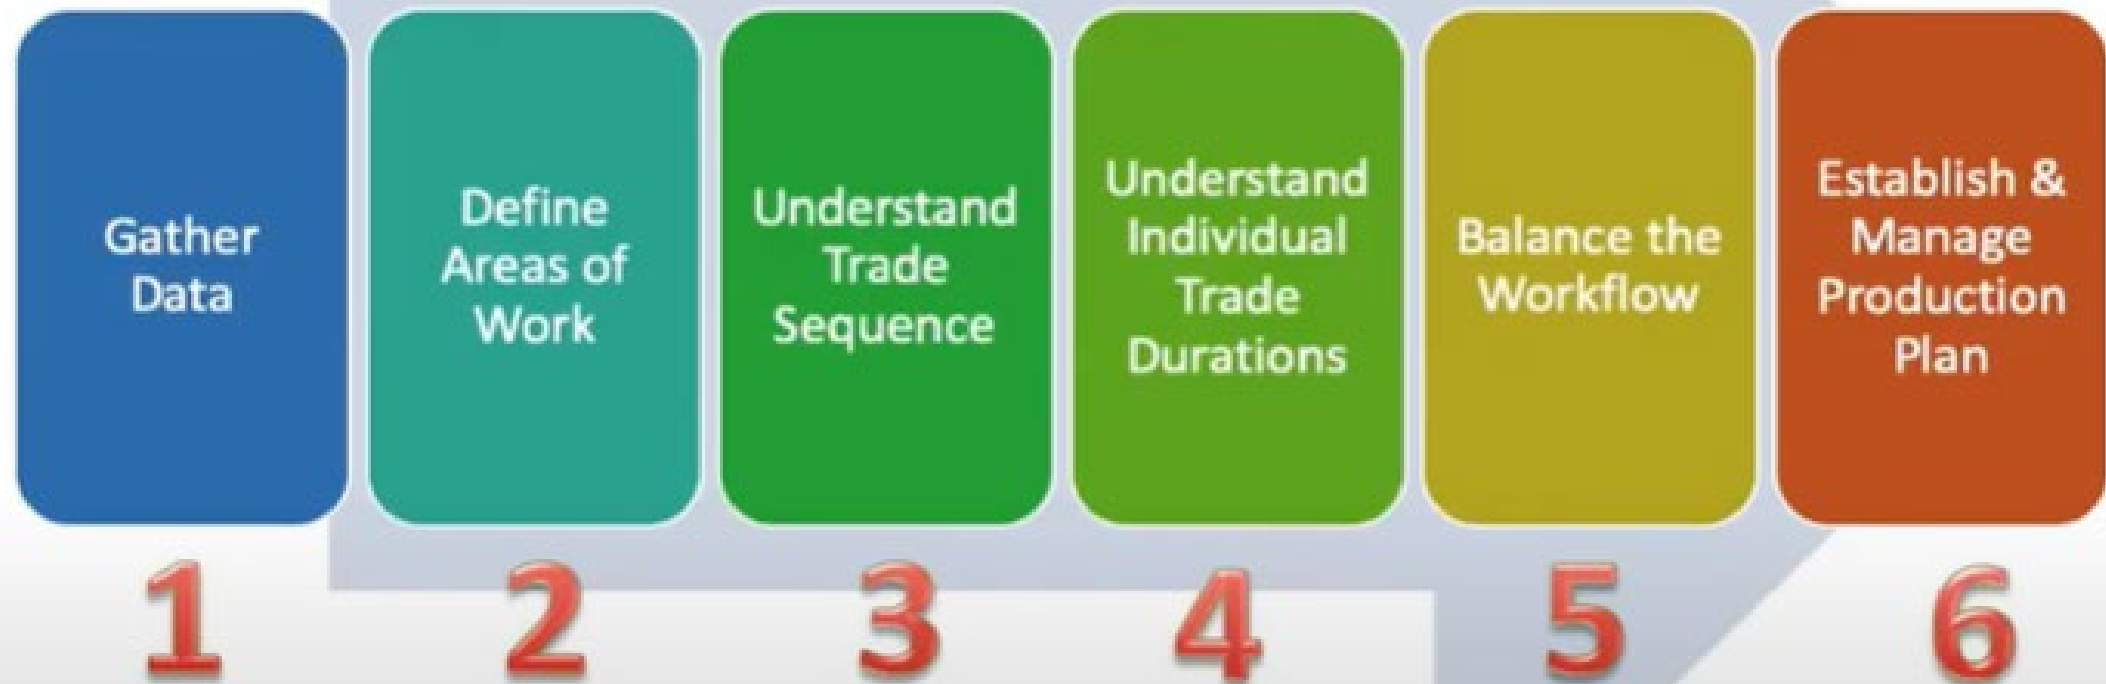 Gather
Data
Define
Areas of
Work
Understand
Trade
Sequence
Understand
Individual
Trade
Durations
Balance the
Workflow
Establish &
Manage
Production
Plan
1
2
3
4
5
6